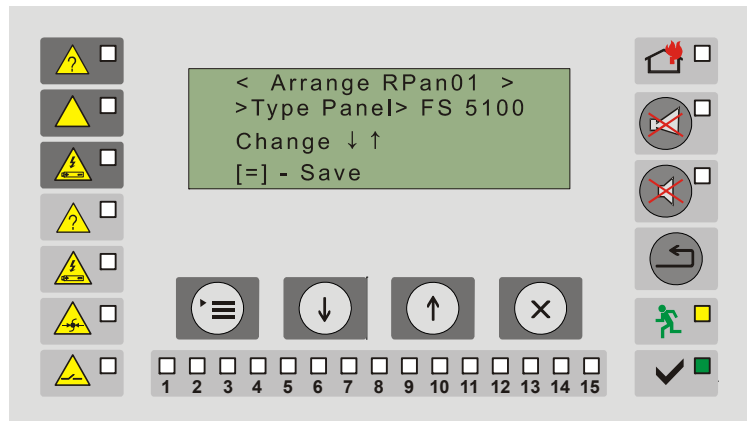 < Arrange RPan01 >
>Type Panel> FS 5100
Change ↓ ↑
[=] - Save
1 2 3 4 5 6 7 8 9 10 11 12 13 14 15